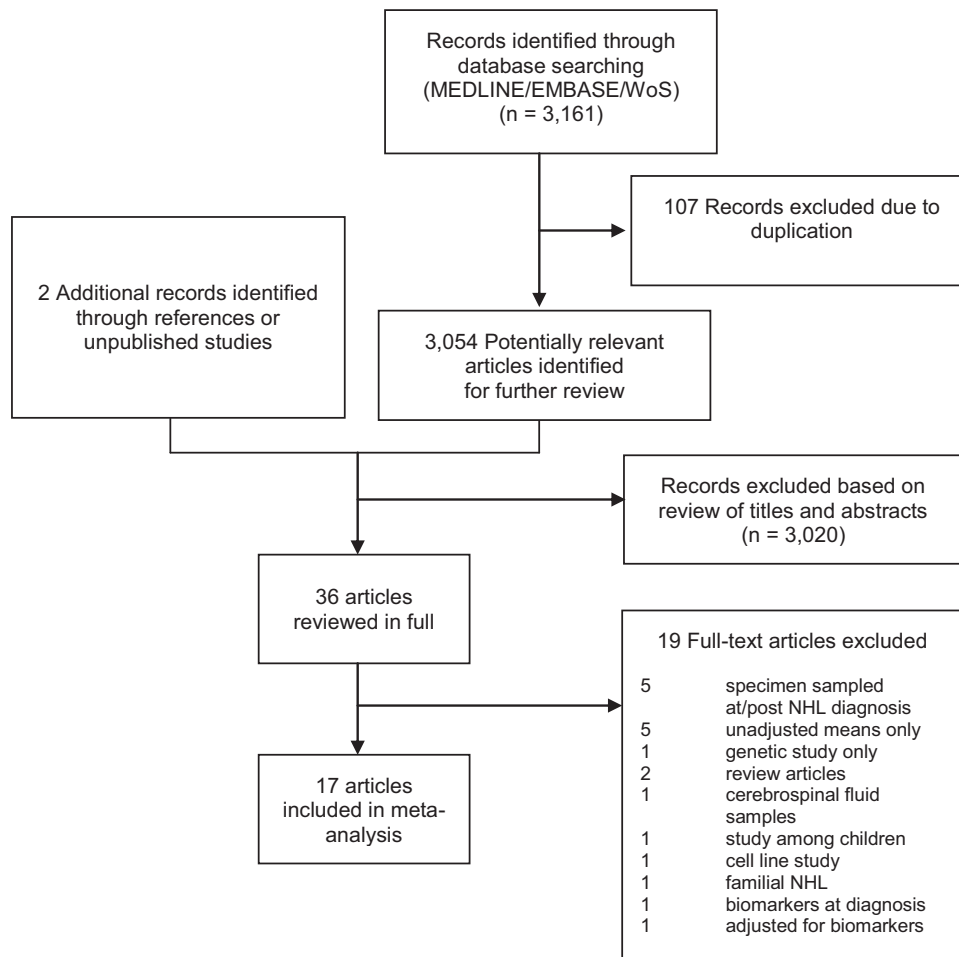 Records identified through
database searching
(MEDLINE/EMBASE/WoS)
(n = 3,161)
107 Records excluded due to
duplication
2 Additional records identified
through references or
unpublished studies
3,054 Potentially relevant
articles identified
for further review
Records excluded based on
review of titles and abstracts
(n = 3,020)
36 articles
reviewed in full
19 Full-text articles excluded
5 specimen sampled
at/post NHL diagnosis
5 unadjusted means only
1 genetic study only
2 review articles
1 cerebrospinal fluid
samples
1 study among children
1 cell line study
1 familial NHL
1 biomarkers at diagnosis
1 adjusted for biomarkers
17 articles
included in meta-
analysis